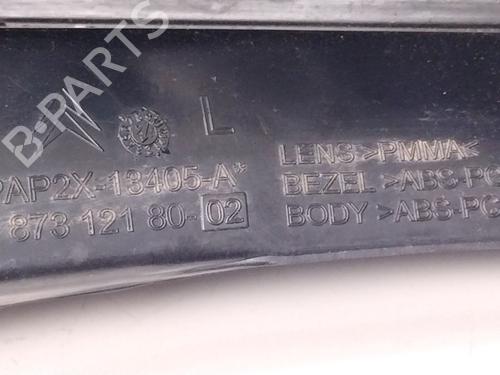 L
PAP2X-13405-A*
873 121 80-02
LENS >PMMA<
BEZEL >ABS-PC
BODY >ABS-PC
B-PARTS